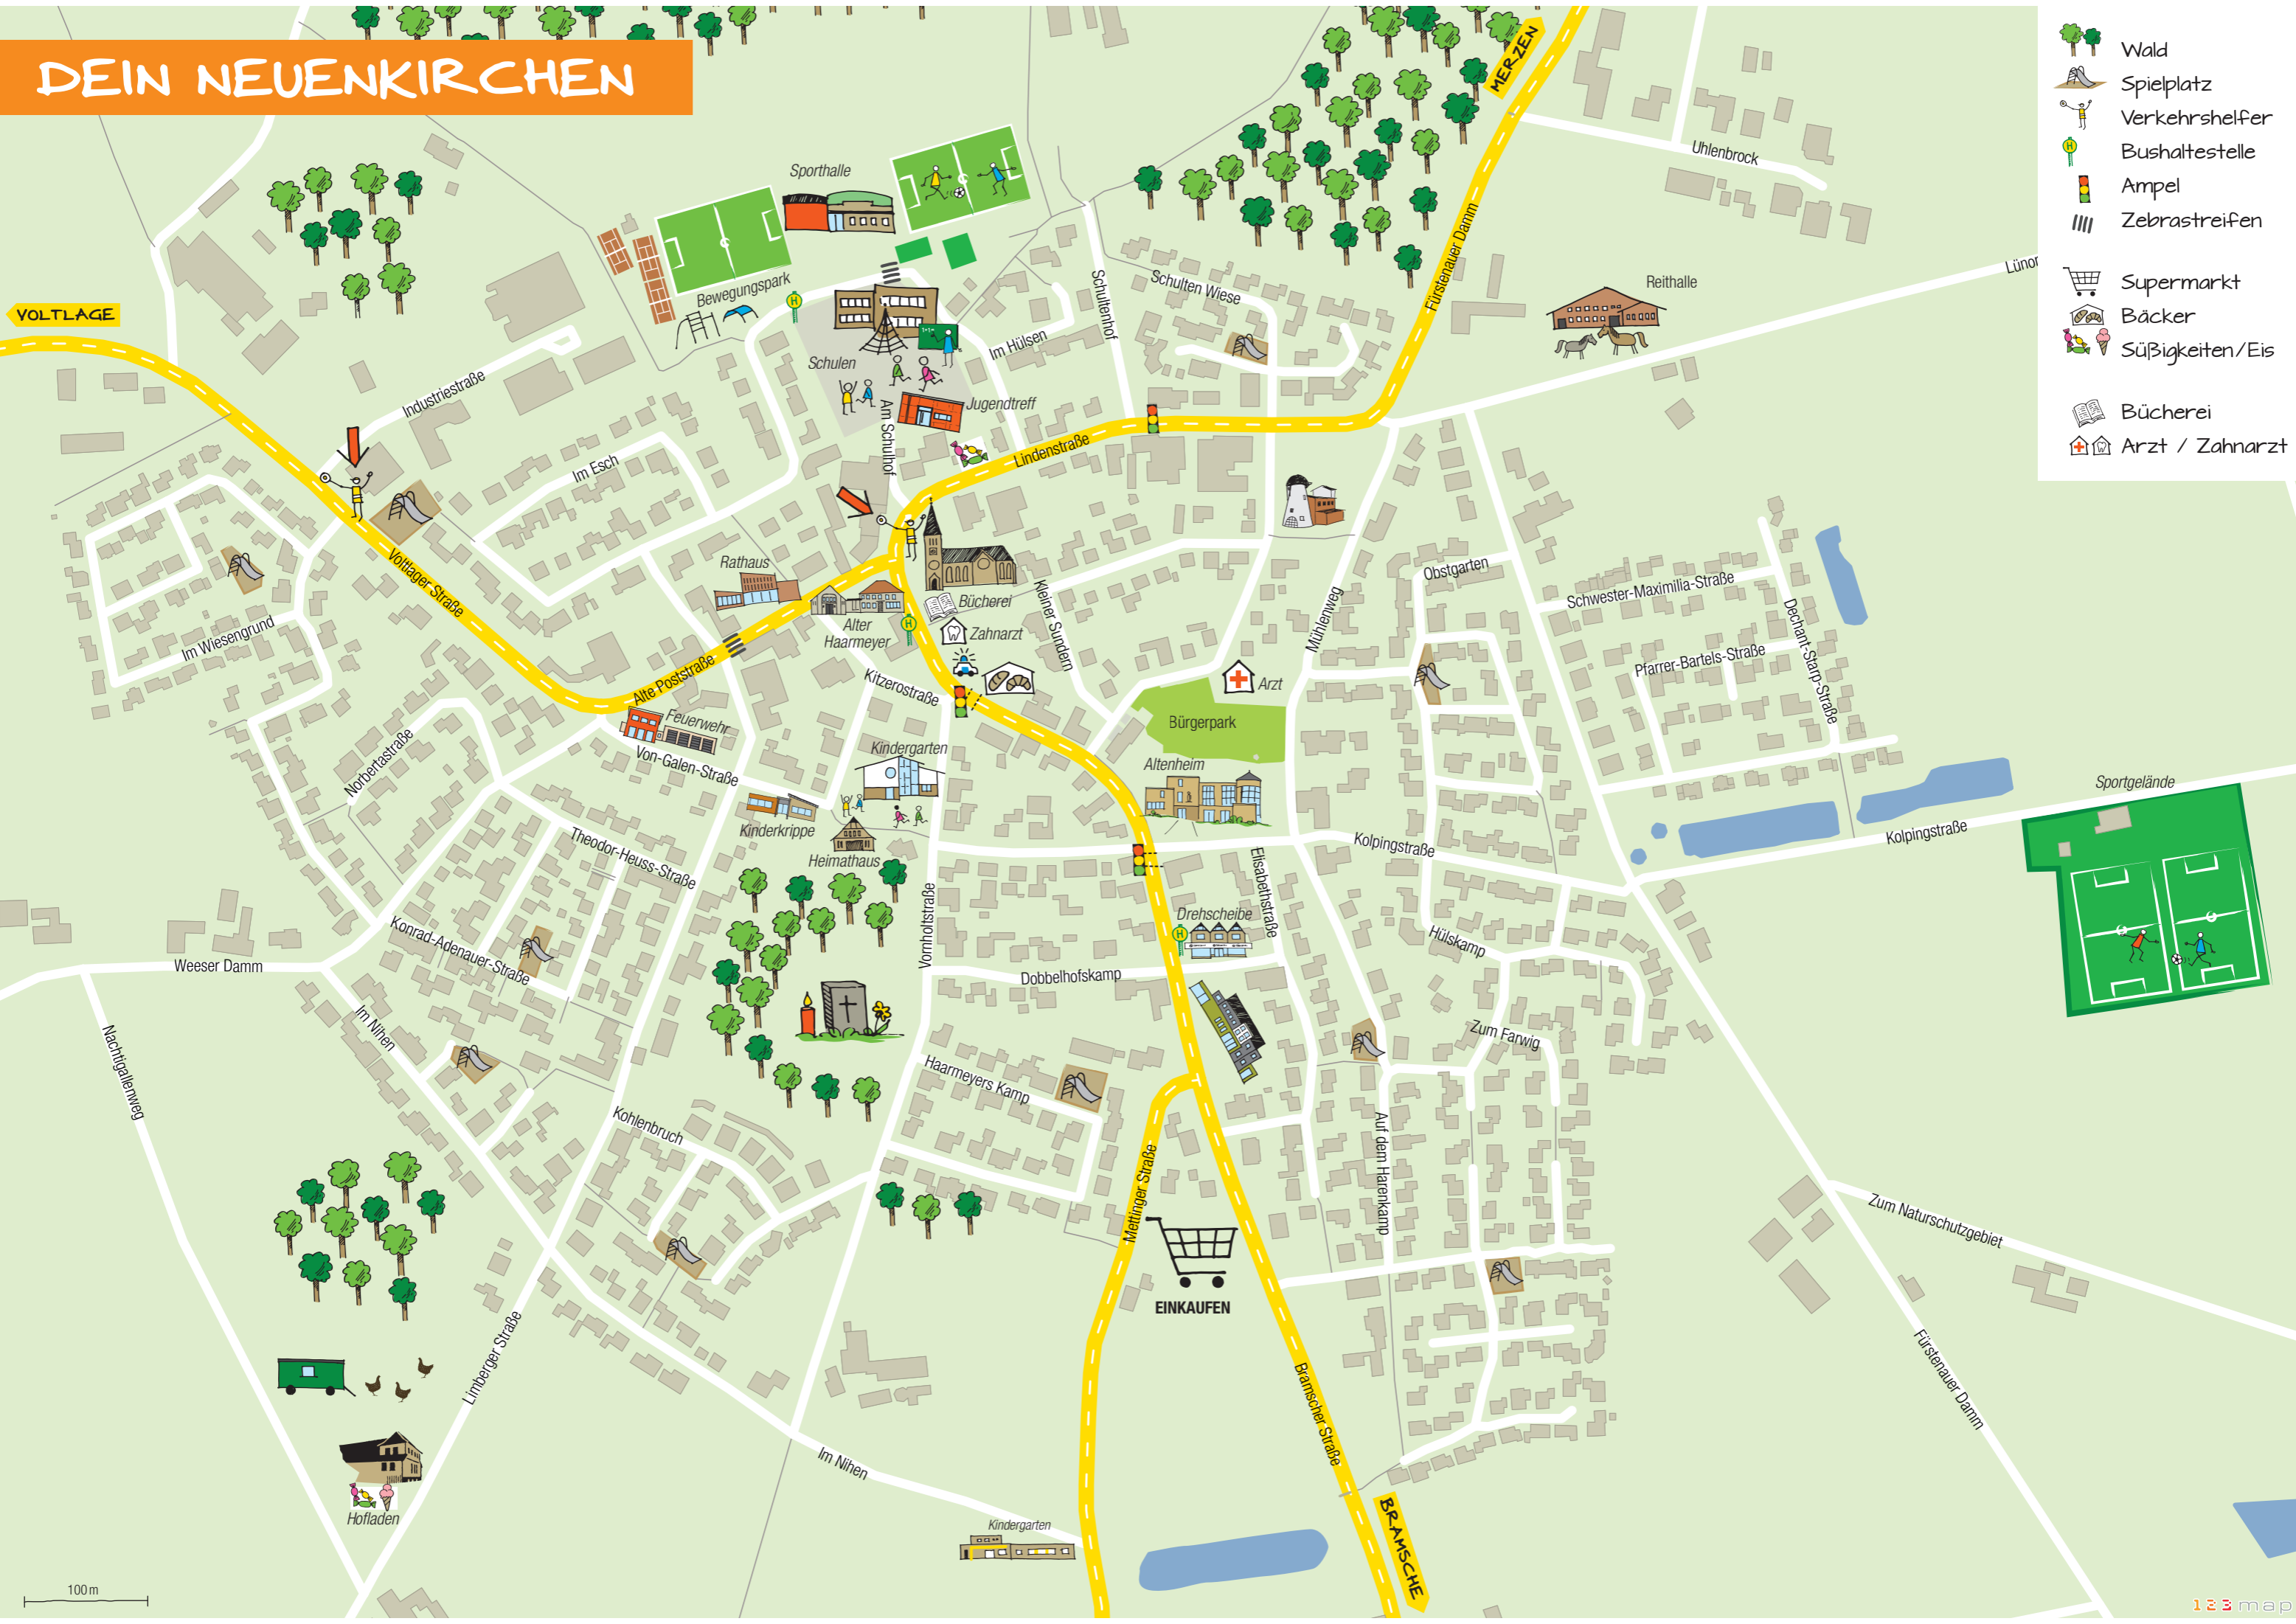 DEIN NEUENKIRCHEN
MERZEN
Wald
Spielplatz
Verkehrshelfer
H
Bushaltestelle
Ampel
Zebrastreifen
Supermarkt
Bäcker
Süßigkeiten/Eis
Bücherei
Arzt / Zahnarzt
Uhlenbrock
Sporthalle
Fürstenauer Damm
Lünor
Reithalle
Schulten Wiese
Schultenhof
Bewegungspark
H
VOLTLAGE
Im Hülsen
Schulen
Industriestraße
Jugendtreff
Am Schulhof
Lindenstraße
Im Esch
Voltlager Straße
Rathaus
Obstgarten
Schwester-Maximilia-Straße
Bücherei
Alter
Haarmeyer
H
Zahnarzt
Kleiner Sundern
Mühlenweg
Dechant-Starp-Straße
Im Wiesengrund
Pfarrer-Bartels-Straße
Alte Poststraße
Kitzerostraße
Arzt
Bürgerpark
Feuerwehr
Kindergarten
Von-Galen-Straße
Altenheim
Norbertastraße
Sportgelände
Kinderkrippe
Kolpingstraße
Kolpingstraße
Heimathaus
Theodor-Heuss-Straße
Elisabethstraße
Vornholtstraße
Drehscheibe
H
Hülskamp
Konrad-Adenauer-Straße
Weeser Damm
Dobbelhofskamp
Im Nihen
Zum Farwig
Nachtigallenweg
Haarmeyers Kamp
Kohlenbruch
Auf dem Harenkamp
Mettinger Straße
Zum Naturschutzgebiet
EINKAUFEN
Limberger Straße
Bramscher Straße
Fürstenauer Damm
Im Nihen
Hofladen
Kindergarten
BRAMSCHE
100 m
123map